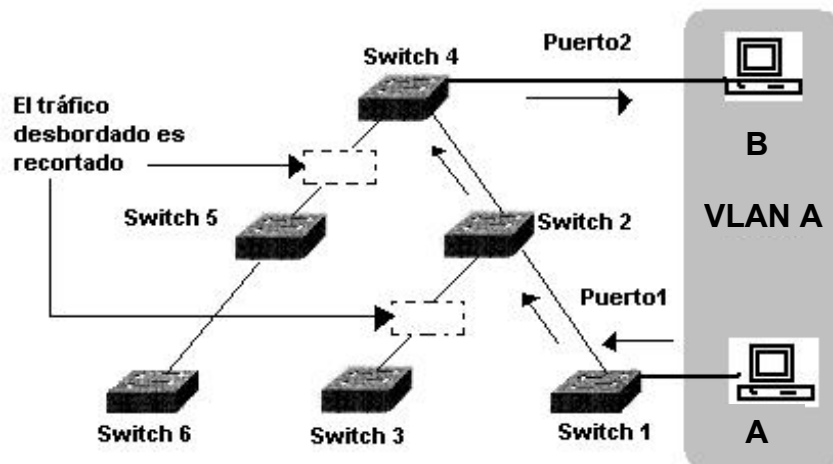 Switch 4
Puerto2
El tráfico
desbordado es
recortado
B
Switch 5
Switch 2
VLAN A
Puerto1
Switch 6
Switch 3
Switch 1
A